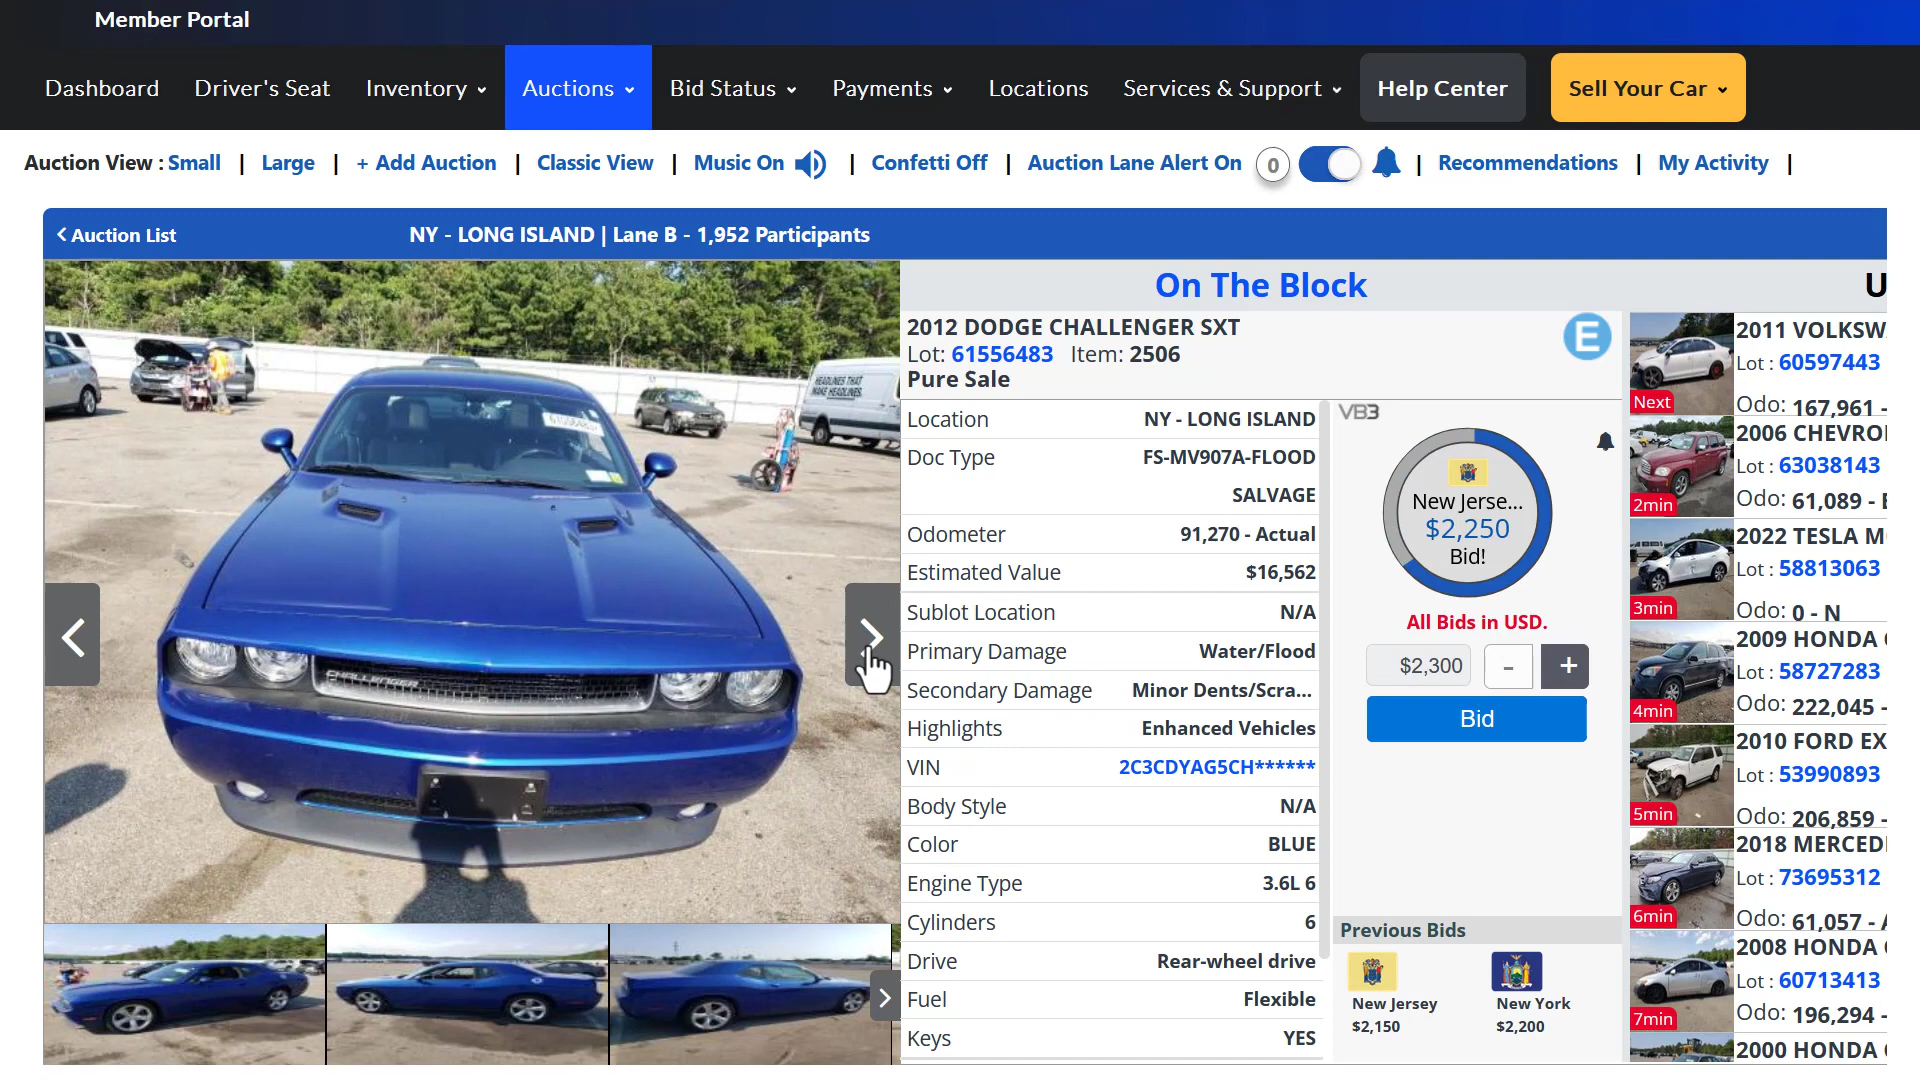 Member Portal
Dashboard Driver's Seat Inventory Auctions Bid Status Payments Locations Services & Support Help Center Sell Your Car
Auction View : Small | Large | + Add Auction | Classic View | Music On | Confetti Off | Auction Lane Alert On 0 | Recommendations | My Activity |
Auction List NY - LONG ISLAND | Lane B - 1,952 Participants
On The Block
U
2012 DODGE CHALLENGER SXT
Lot: 61556483 Item: 2506
Pure Sale
E
Location NY - LONG ISLAND
Doc Type FS-MV907A-FLOOD
SALVAGE
Odometer 91,270 - Actual
Estimated Value $16,562
Sublot Location N/A
Primary Damage Water/Flood
Secondary Damage Minor Dents/Scra...
Highlights Enhanced Vehicles
VIN 2C3CDYAG5CH******
Body Style N/A
Color BLUE
Engine Type 3.6L 6
Cylinders 6
Drive Rear-wheel drive
Fuel Flexible
Keys YES
VB3
New Jerse...
$2,250
Bid!
All Bids in USD.
$2,300 - +
Bid
Previous Bids
New Jersey
$2,150
New York
$2,200
2011 VOLKSW
Lot : 60597443
Odo: 167,961 -
Next
2006 CHEVROL
Lot : 63038143
Odo: 61,089 - E
2min
2022 TESLA M
Lot : 58813063
Odo: 0 - N
3min
2009 HONDA
Lot : 58727283
Odo: 222,045 -
4min
2010 FORD EX
Lot : 53990893
Odo: 206,859 -
5min
2018 MERCED
Lot : 73695312
Odo: 61,057 - A
6min
2008 HONDA
Lot : 60713413
Odo: 196,294 -
7min
2000 HONDA
HEADLINES THAT
MAKE HEADLINES
61556483
CHALLENGER